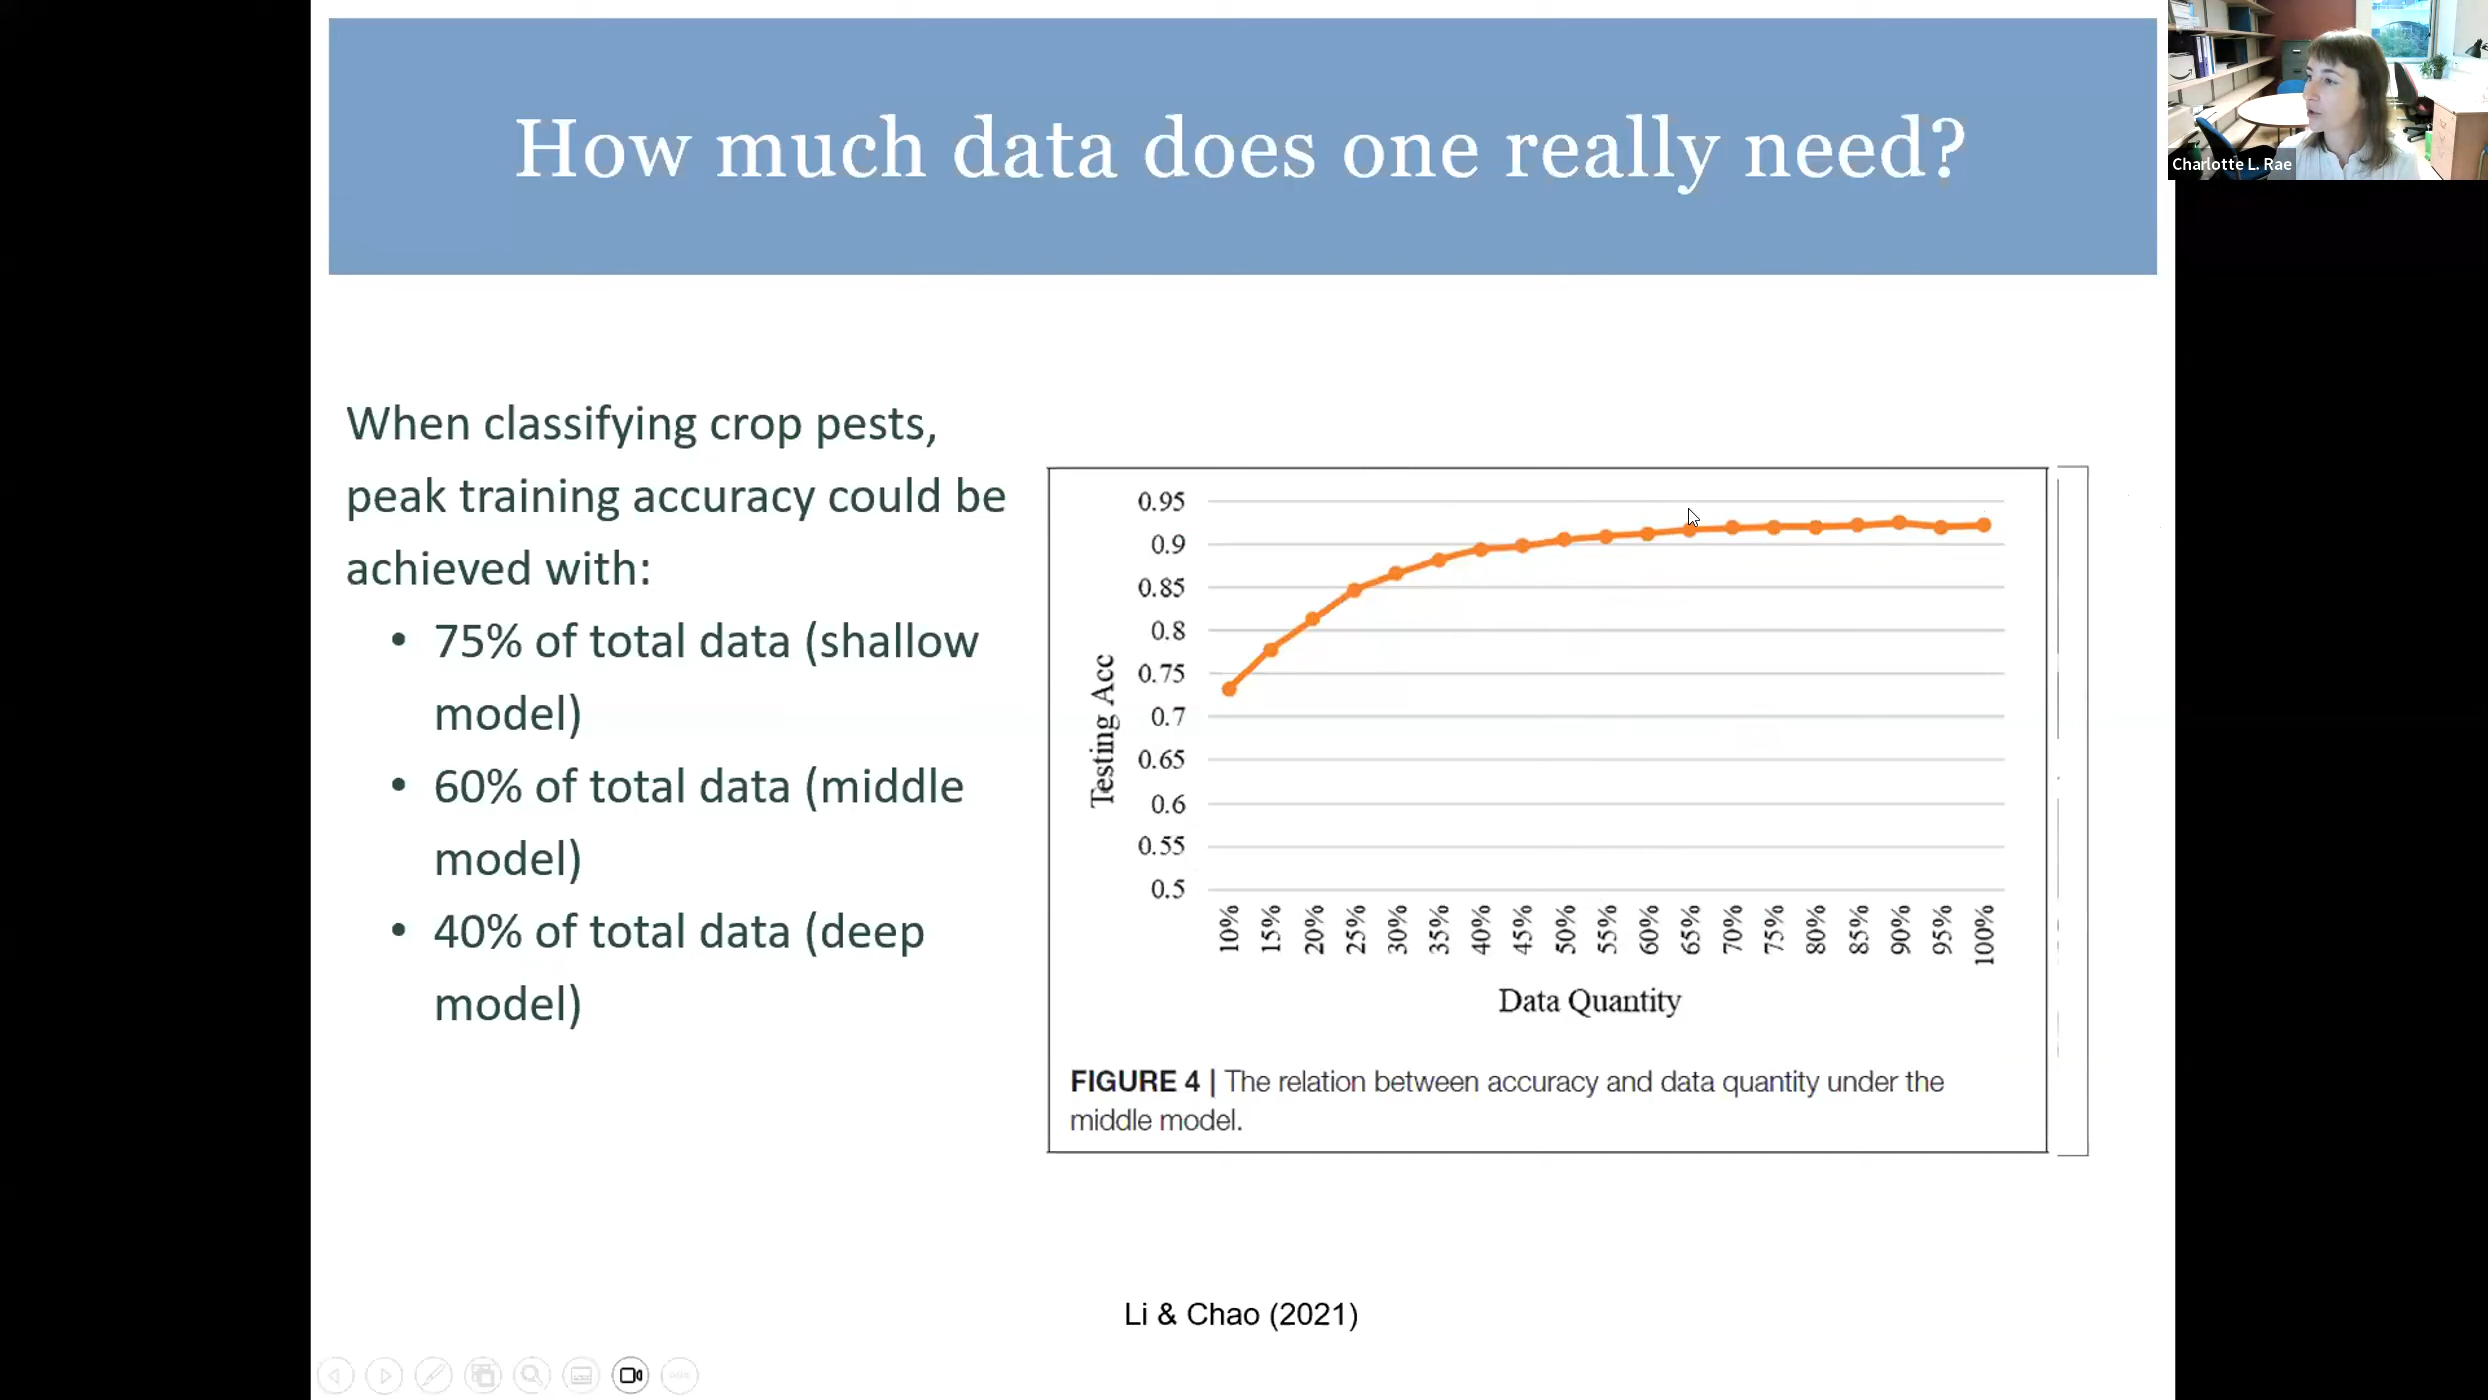 How much data does one really need?
Charlotte L. Rae
When classifying crop pests,
peak training accuracy could be
achieved with:
• 75% of total data (shallow
model)
• 60% of total data (middle
model)
• 40% of total data (deep
model)
0.95
0.9
0.85
0.8
0.75
0.7
0.65
0.6
0.55
0.5
Testing Acc
10% 15% 20% 25% 30% 35% 40% 45% 50% 55% 60% 65% 70% 75% 80% 85% 90% 95% 100%
Data Quantity
FIGURE 4 | The relation between accuracy and data quantity under the
middle model.
Li & Chao (2021)